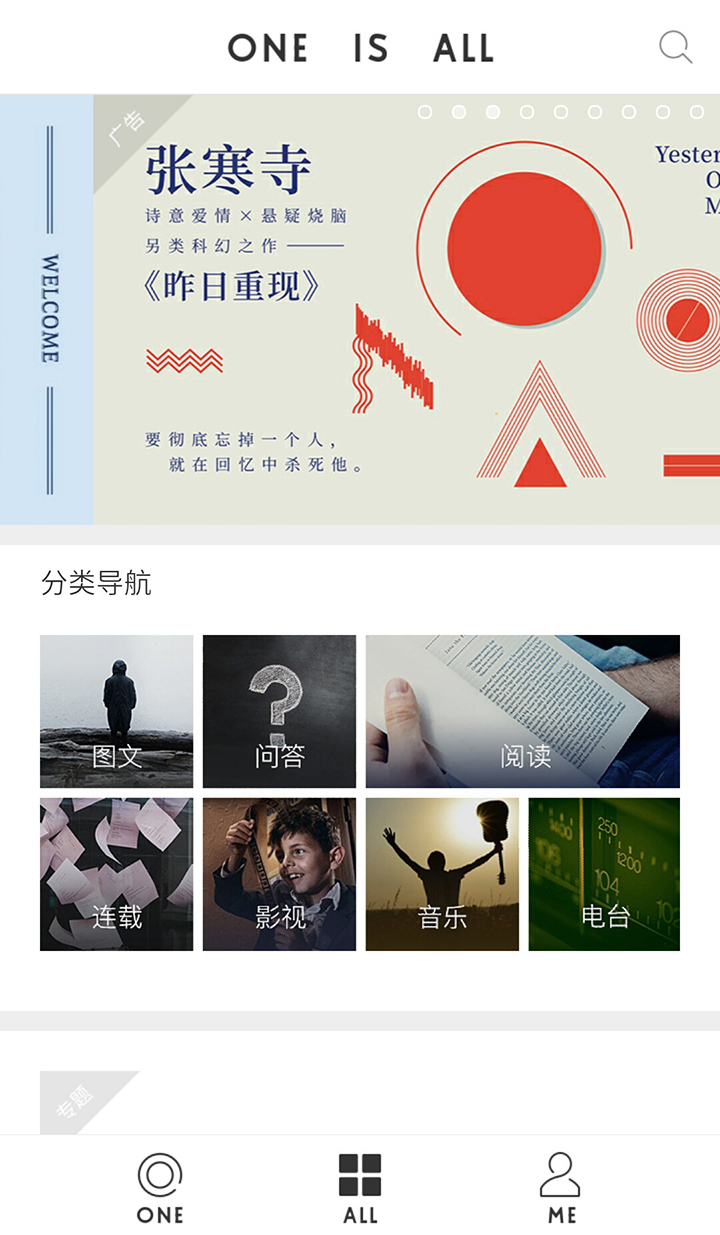 ONE IS ALL
广告
WELCOME
张寒寺
诗意爱情×悬疑烧脑
另类科幻之作——
《昨日重现》
要彻底忘掉一个人，
就在回忆中杀死他。
Yester
O
M
分类导航
图文
问答
阅读
连载
影视
音乐
电台
250
1200
104
专题
ONE
ALL
ME